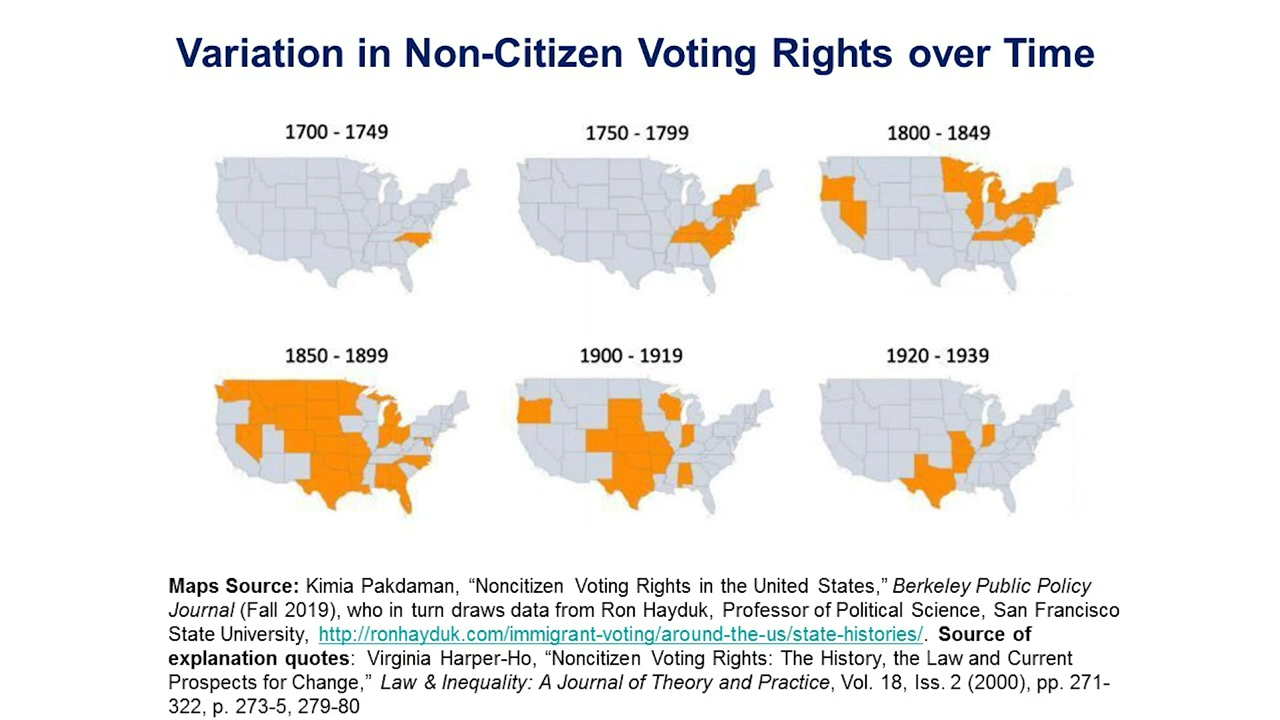 Variation in Non-Citizen Voting Rights over Time
1700 - 1749
1750 - 1799
1800 - 1849
1850 - 1899
1900 - 1919
1920 - 1939
Maps Source: Kimia Pakdaman, “Noncitizen Voting Rights in the United States,” Berkeley Public Policy
Journal (Fall 2019), who in turn draws data from Ron Hayduk, Professor of Political Science, San Francisco
State University, http://ronhayduk.com/immigrant-voting/around-the-us/state-histories/. Source of
explanation quotes: Virginia Harper-Ho, “Noncitizen Voting Rights: The History, the Law and Current
Prospects for Change,” Law & Inequality: A Journal of Theory and Practice, Vol. 18, Iss. 2 (2000), pp. 271-
322, p. 273-5, 279-80